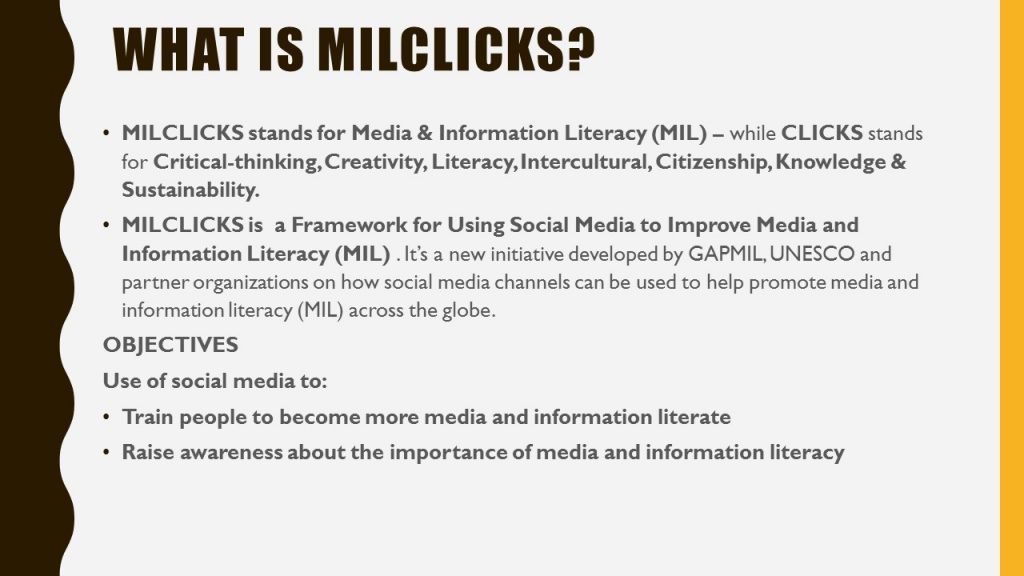 WHAT IS MILCLICKS?
• MILCLICKS stands for Media & Information Literacy (MIL) – while CLICKS stands
for Critical-thinking, Creativity, Literacy, Intercultural, Citizenship, Knowledge &
Sustainability.
• MILCLICKS is  a Framework for Using Social Media to Improve Media and
Information Literacy (MIL) . It’s a new initiative developed by GAPMIL, UNESCO and
partner organizations on how social media channels can be used to help promote media and
information literacy (MIL) across the globe.
OBJECTIVES
Use of social media to:
• Train people to become more media and information literate
• Raise awareness about the importance of media and information literacy